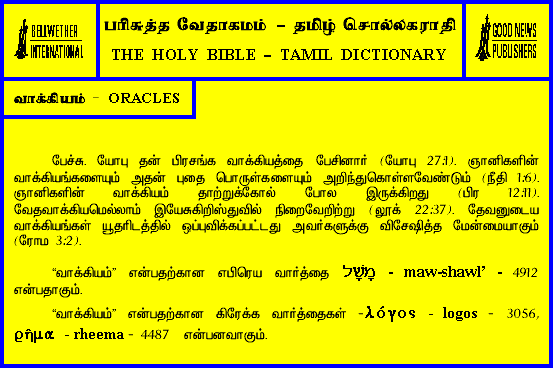 BELLWETHER
INTERNATIONAL
பரிசுத்த வேதாகமம் – தமிழ் சொல்லகராதி
THE HOLY BIBLE – TAMIL DICTIONARY
GOOD NEWS
PUBLISHERS
வாக்கியம் – ORACLES
பேச்சு. யோபு தன் பிரசங்க வாக்கியத்தை பேசினார் (யோபு 27:1). ஞானிகளின்
வாக்கியங்களையும் அதன் புதை பொருள்களையும் அறிந்துகொள்ளவேண்டும் (நீதி 1:6).
ஞானிகளின் வாக்கியம் தாற்றுக்கோல் போல இருக்கிறது (பிர 12:11).
வேதவாக்கியமெல்லாம் இயேசுகிறிஸ்துவில் நிறைவேறிற்று (லூக் 22:37). தேவனுடைய
வாக்கியங்கள் யூதரிடத்தில் ஒப்புவிக்கப்பட்டது அவர்களுக்கு விசேஷித்த மேன்மையாகும்
(ரோம 3:2).
“வாக்கியம்” என்பதற்கான எபிரெய வார்த்தை מָשָׁל - maw-shawl’ - 4912
என்பதாகும்.
“வாக்கியம்” என்பதற்கான கிரேக்க வார்த்தைகள் -λόγος - logos - 3056,
ρῆμα - rheema - 4487 என்பனவாகும்.